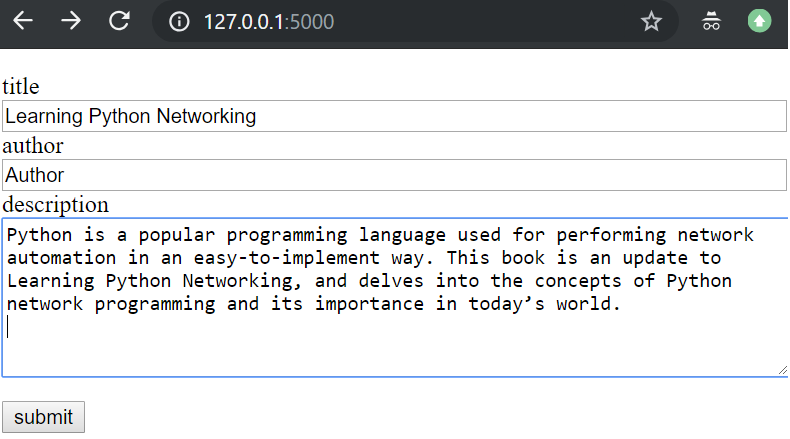 127.0.0.1:5000
title
Learning Python Networking
author
Author
description
Python is a popular programming language used for performing network
automation in an easy-to-implement way. This book is an update to
Learning Python Networking, and delves into the concepts of Python
network programming and its importance in today’s world.
submit